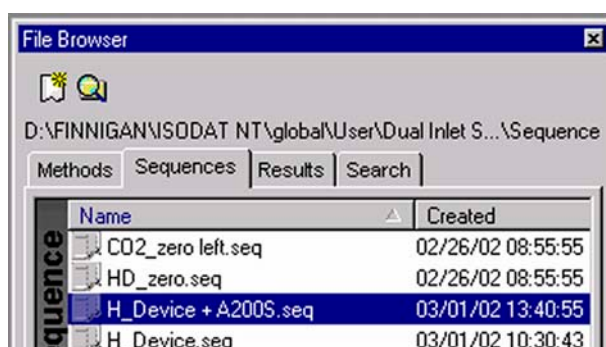 File Browser
D:\FINNIGAN\ISODAT NT\global\User\Dual Inlet S...\Sequence
Methods Sequences Results Search
Name Created
CO2_zero left.seq 02/26/02 08:55:55
HD_zero.seq 02/26/02 08:55:55
H_Device + A200S.seq 03/01/02 13:40:55
H_Device.seq 03/01/02 10:30:43
quence